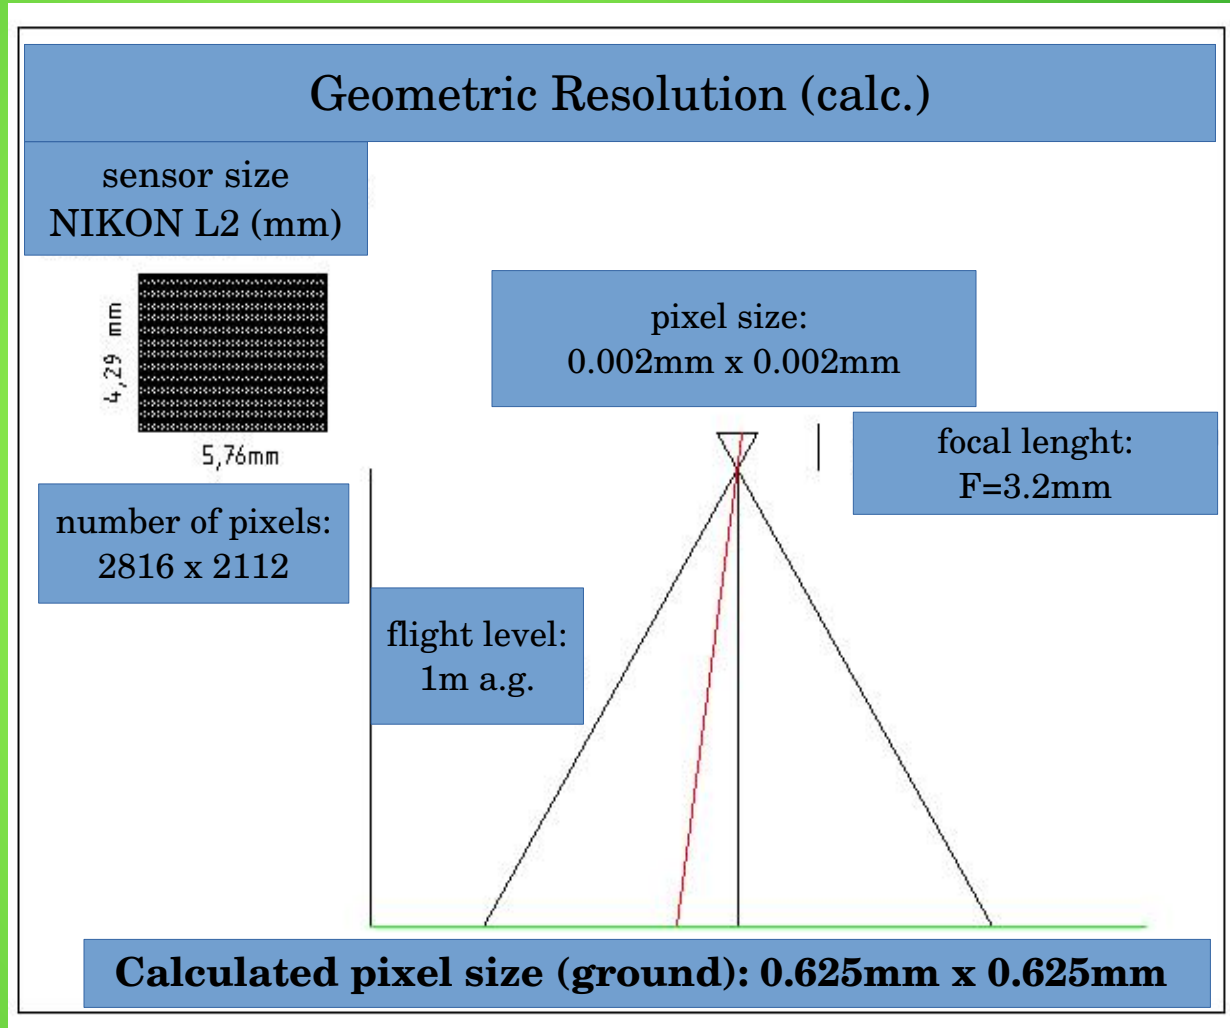 Geometric Resolution (calc.)
sensor size
NIKON L2 (mm)
4,29 mm
5,76mm
pixel size:
0.002mm x 0.002mm
focal lenght:
F=3.2mm
number of pixels:
2816 x 2112
flight level:
1m a.g.
Calculated pixel size (ground): 0.625mm x 0.625mm